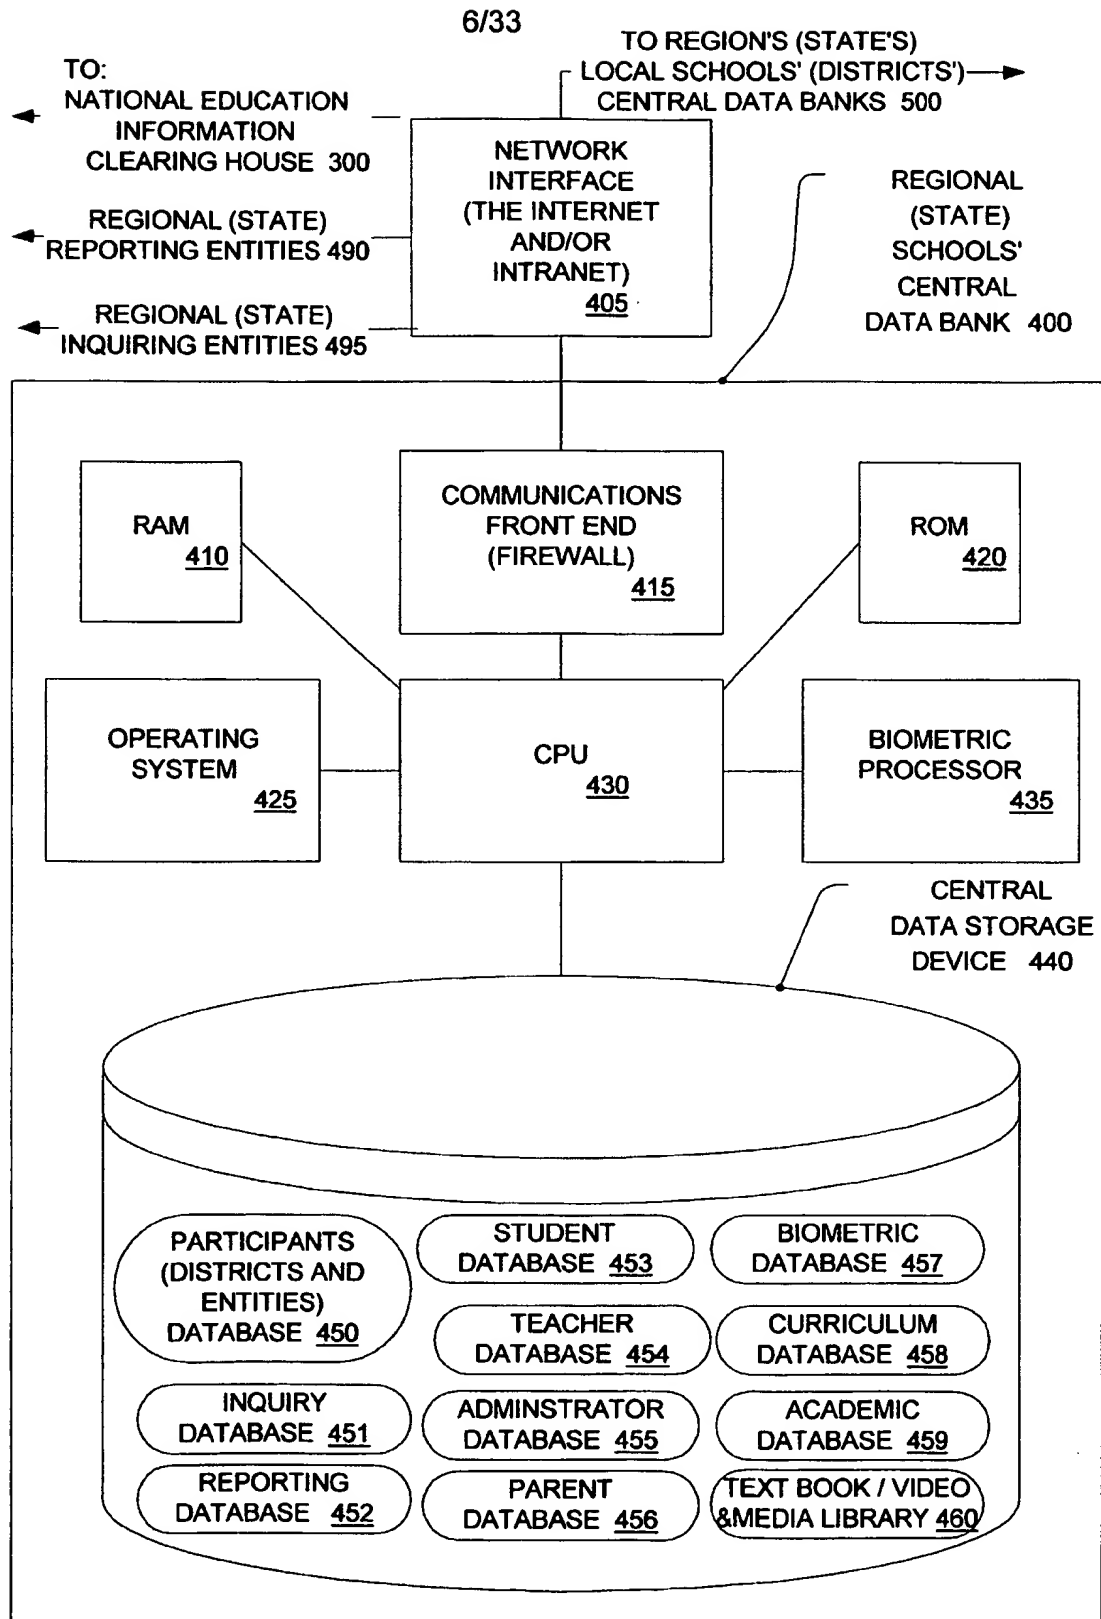 6/33
TO REGION'S (STATE'S)
LOCAL SCHOOLS' (DISTRICTS')
CENTRAL DATA BANKS 500
TO:
NATIONAL EDUCATION
INFORMATION
CLEARING HOUSE 300
REGIONAL (STATE)
REPORTING ENTITIES 490
REGIONAL (STATE)
INQUIRING ENTITIES 495
NETWORK
INTERFACE
(THE INTERNET
AND/OR
INTRANET)
405
REGIONAL
(STATE)
SCHOOLS'
CENTRAL
DATA BANK 400
RAM
410
COMMUNICATIONS
FRONT END
(FIREWALL)
415
ROM
420
OPERATING
SYSTEM
425
CPU
430
BIOMETRIC
PROCESSOR
435
CENTRAL
DATA STORAGE
DEVICE 440
PARTICIPANTS
(DISTRICTS AND
ENTITIES)
DATABASE 450
INQUIRY
DATABASE 451
REPORTING
DATABASE 452
STUDENT
DATABASE 453
TEACHER
DATABASE 454
ADMINSTRATOR
DATABASE 455
PARENT
DATABASE 456
BIOMETRIC
DATABASE 457
CURRICULUM
DATABASE 458
ACADEMIC
DATABASE 459
TEXT BOOK / VIDEO
&MEDIA LIBRARY 460